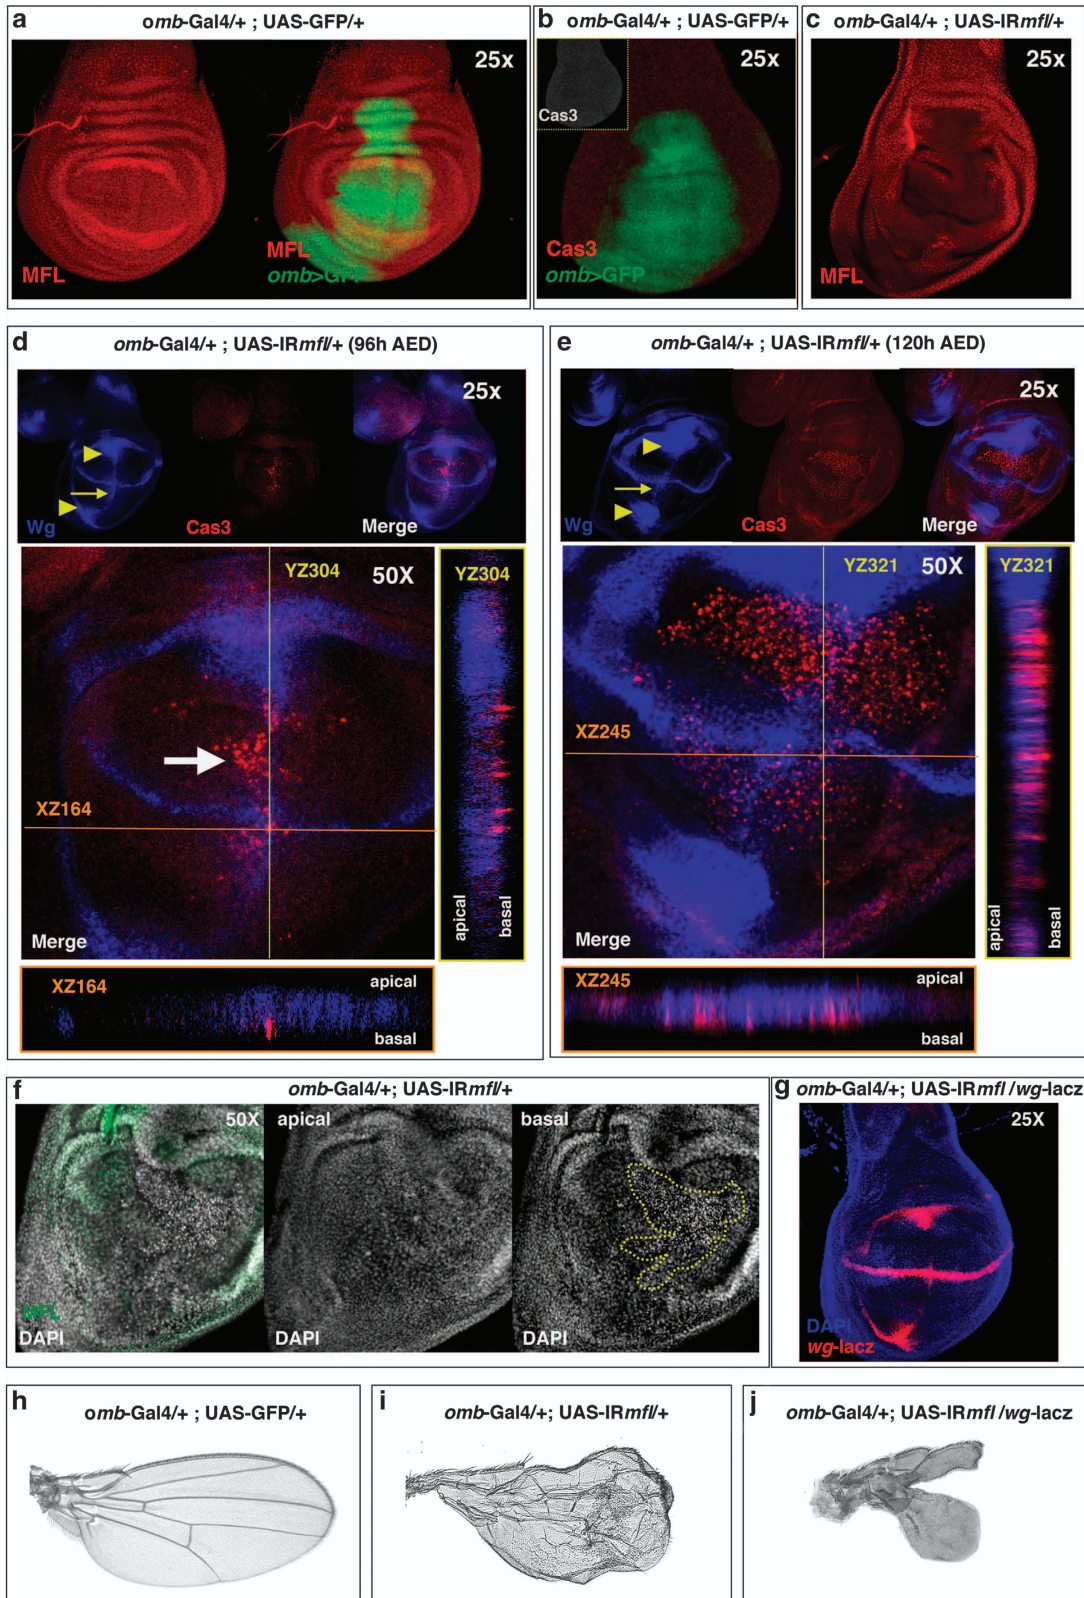 a
omb-Gal4/+ ; UAS-GFP/+
25x
MFL
MFL
omb>GFP
b
omb-Gal4/+ ; UAS-GFP/+
25x
Cas3
Cas3
omb>GFP
c
omb-Gal4/+ ; UAS-IRmfl/+
25x
MFL
d
omb-Gal4/+ ; UAS-IRmfl/+ (96h AED)
25x
Wg
Cas3
Merge
YZ304
50X
YZ304
XZ164
Merge
apical
basal
XZ164
apical
basal
e
omb-Gal4/+ ; UAS-IRmfl/+ (120h AED)
25x
Wg
Cas3
Merge
YZ321
50X
YZ321
XZ245
Merge
apical
basal
XZ245
apical
basal
f
omb-Gal4/+; UAS-IRmfl/+
50X
apical
basal
MFL
DAPI
DAPI
DAPI
g
omb-Gal4/+; UAS-IRmfl /wg-lacz
25X
DAPI
wg-lacz
h
omb-Gal4/+ ; UAS-GFP/+
i
omb-Gal4/+; UAS-IRmfl/+
j
omb-Gal4/+; UAS-IRmfl /wg-lacz